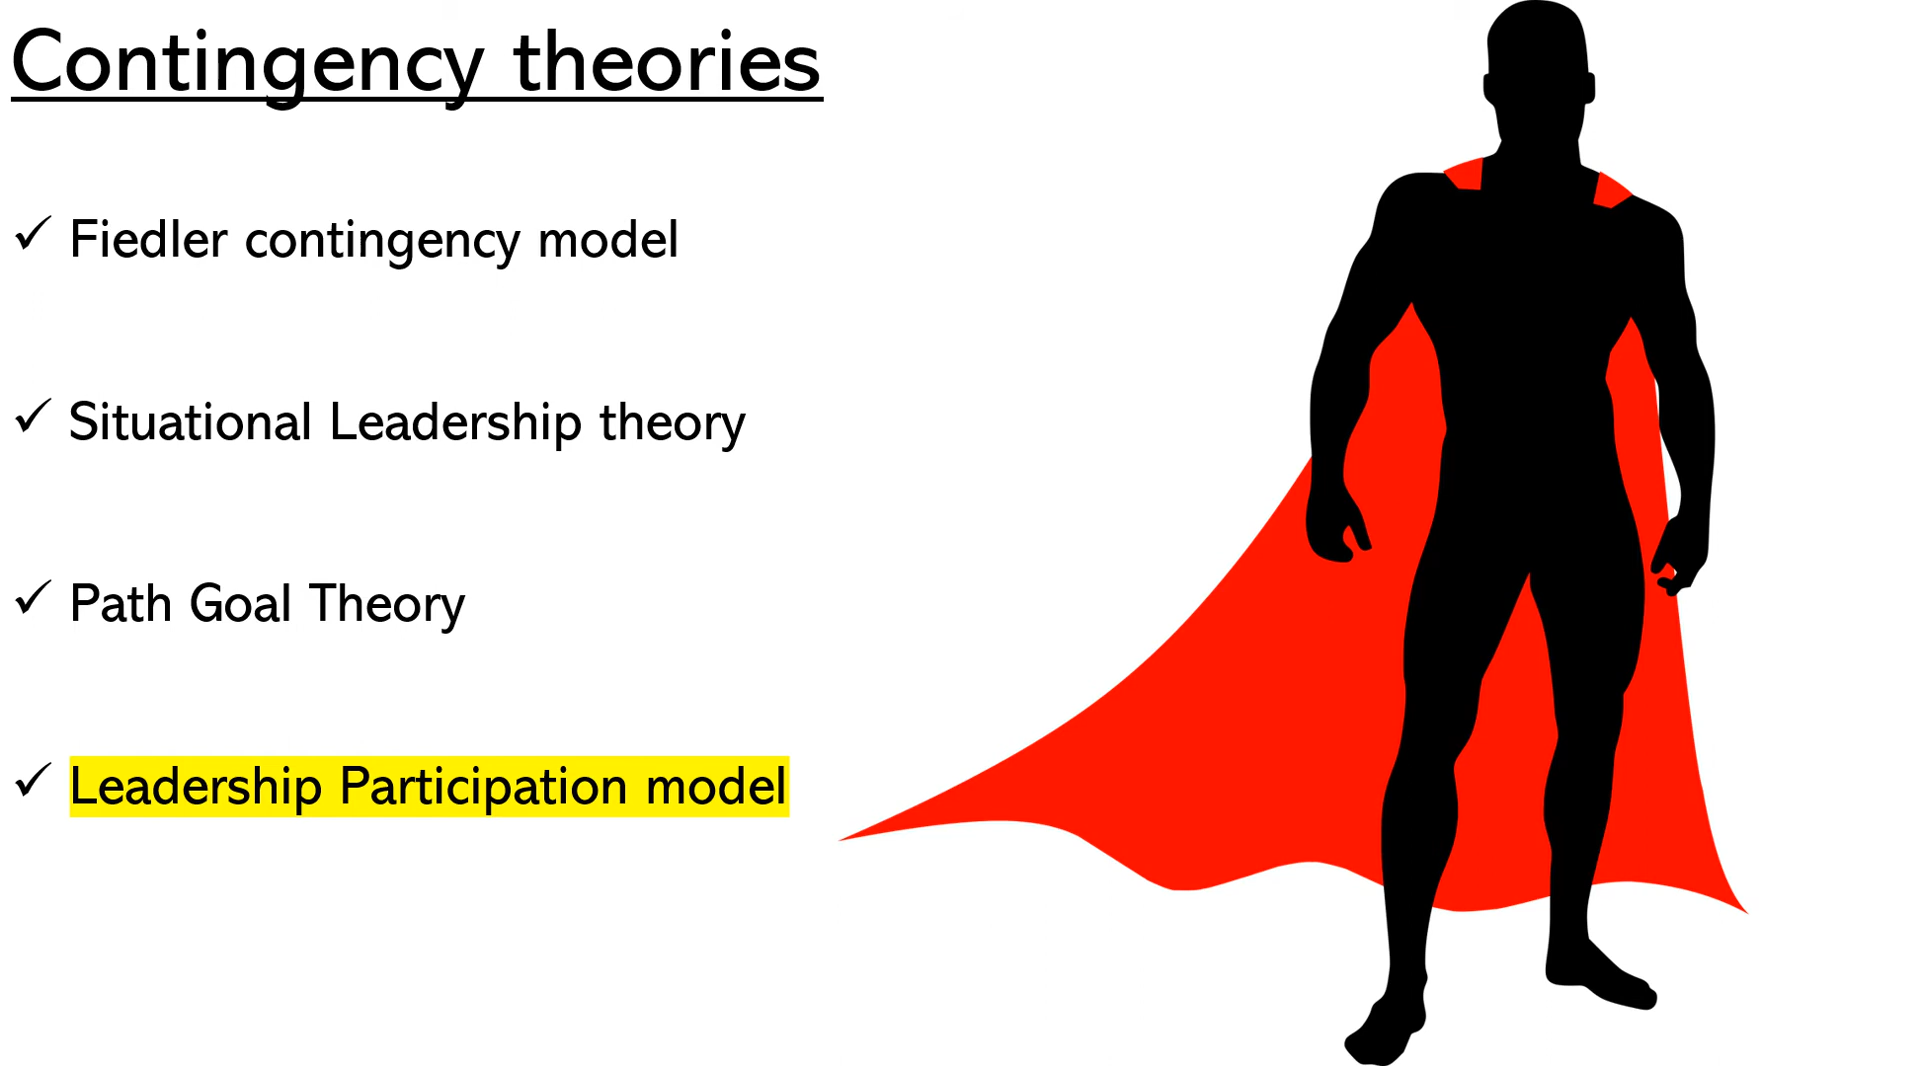 Contingency theories
✓ Fiedler contingency model
✓ Situational Leadership theory
✓ Path Goal Theory
✓ Leadership Participation model